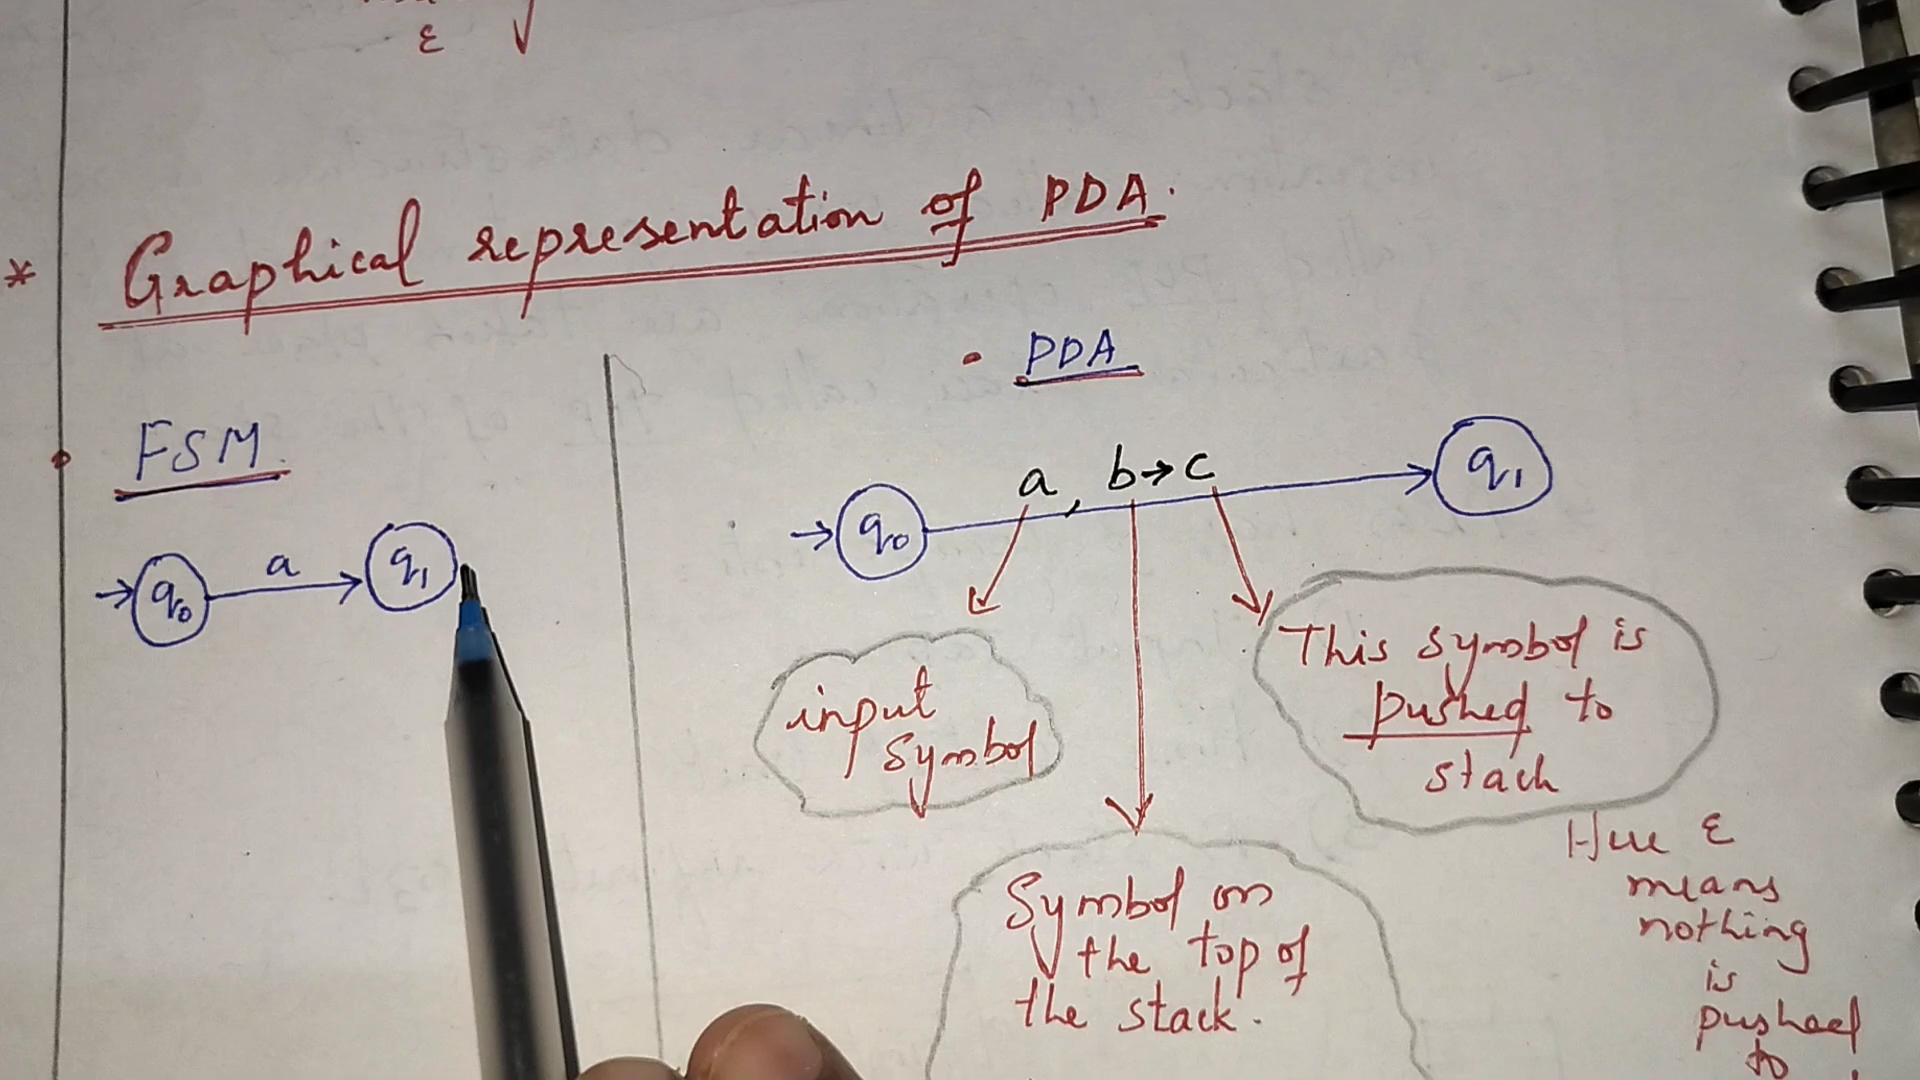 ε
* Graphical representation of PDA.
• FSM
→ q₀ a → q₁
• PDA
→ q₀ a, b→c → q₁
input
symbol
This symbol is
pushed to
stack
Symbol on
the top of
the stack.
Here ε
means
nothing
is
pushed
to